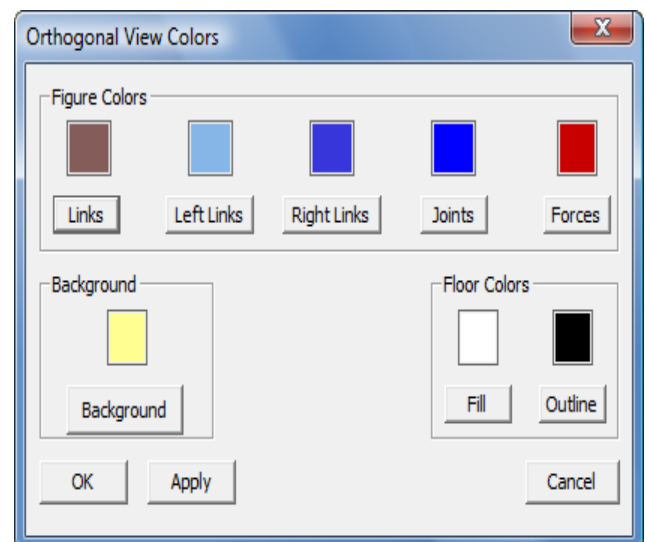 Orthogonal View Colors
X
Figure Colors
Links Left Links Right Links Joints Forces
Background Floor Colors
Background Fill Outline
OK Apply Cancel